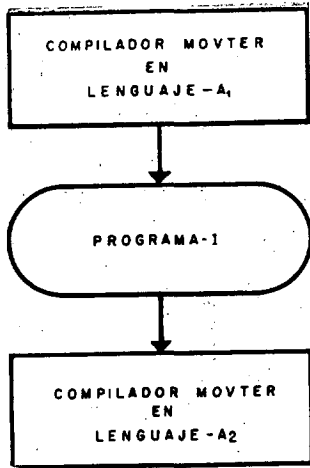 COMPILADOR MOVTER
EN
LENGUAJE-A₁
PROGRAMA-I
COMPILADOR MOVTER
EN
LENGUAJE-A2